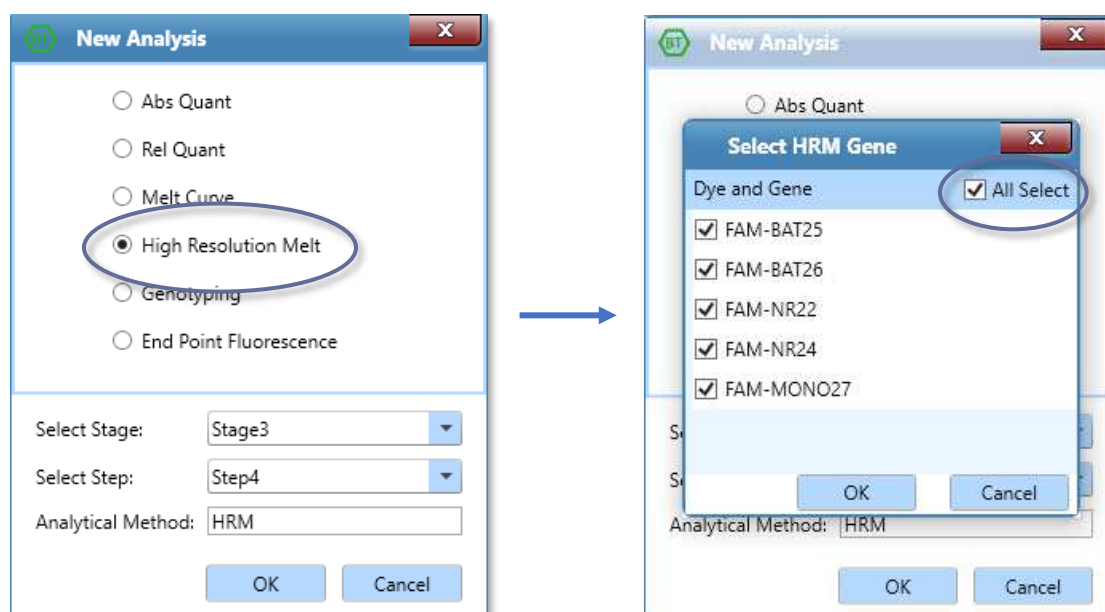 BT New Analysis X
Abs Quant
Rel Quant
Melt Curve
High Resolution Melt
Genotyping
End Point Fluorescence
Select Stage: Stage3
Select Step: Step4
Analytical Method: HRM
OK Cancel
BT New Analysis X
Abs Quant
Select HRM Gene X
Dye and Gene All Select
FAM-BAT25
FAM-BAT26
FAM-NR22
FAM-NR24
FAM-MONO27
OK Cancel
Analytical Method: HRM
OK Cancel